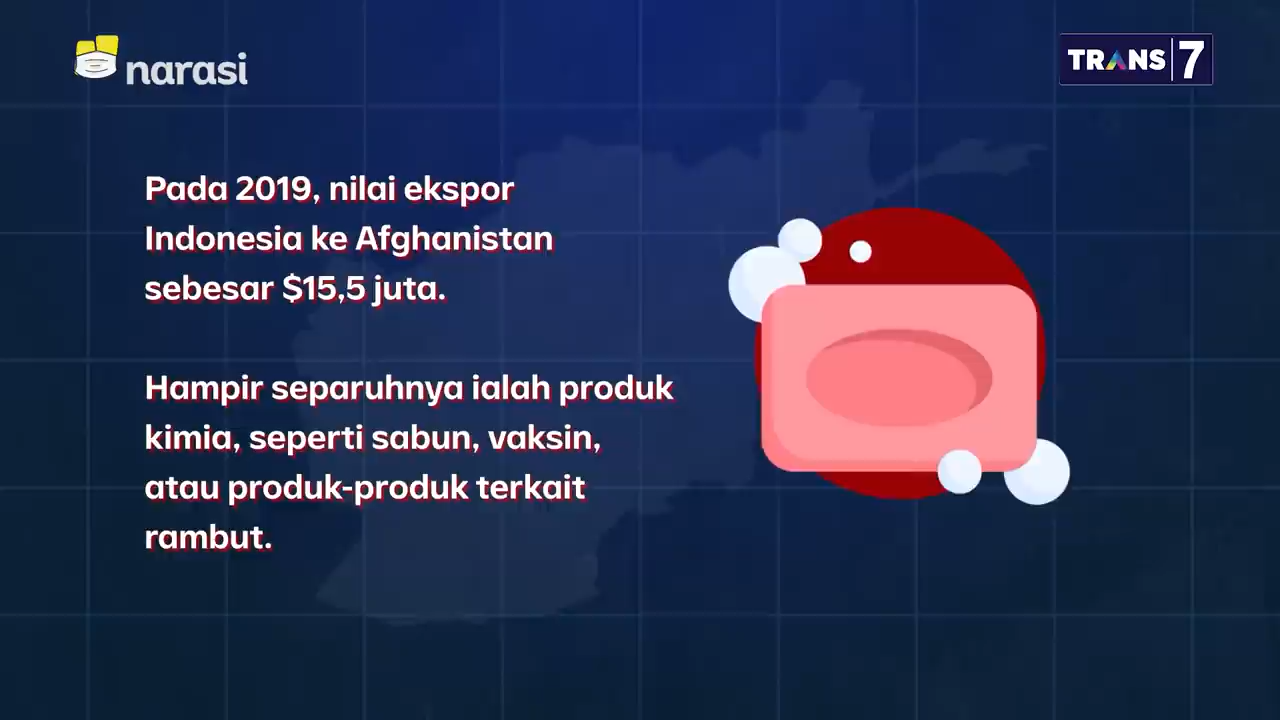 narasi
TRANS 7
Pada 2019, nilai ekspor
Indonesia ke Afghanistan
sebesar $15,5 juta.
Hampir separuhnya ialah produk
kimia, seperti sabun, vaksin,
atau produk-produk terkait
rambut.